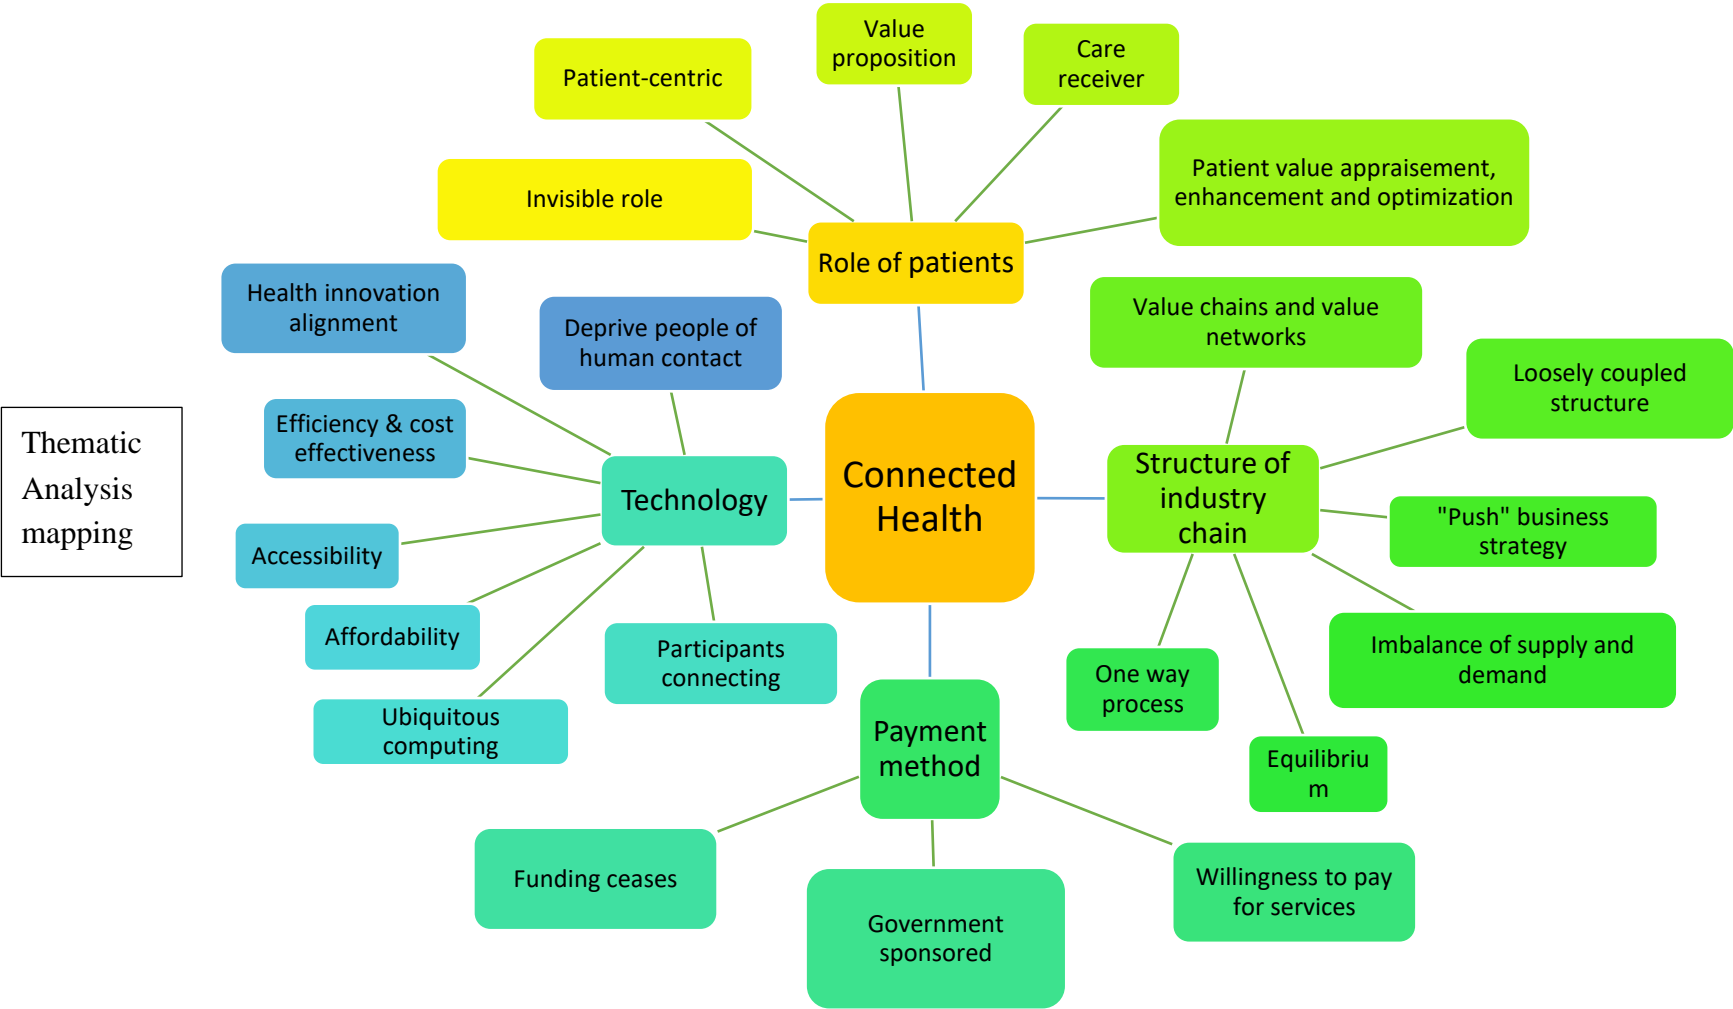 Value
proposition
Care
receiver
Patient-centric
Patient value appraisement,
enhancement and optimization
Invisible role
Role of patients
Health innovation
alignment
Deprive people of
human contact
Value chains and value
networks
Loosely coupled
structure
Efficiency & cost
effectiveness
Thematic
Analysis
mapping
Technology
Connected
Health
Structure of
industry
chain
"Push" business
strategy
Accessibility
Affordability
Participants
connecting
Imbalance of supply and
demand
One way
process
Ubiquitous
computing
Payment
method
Equilibriu
m
Funding ceases
Government
sponsored
Willingness to pay
for services